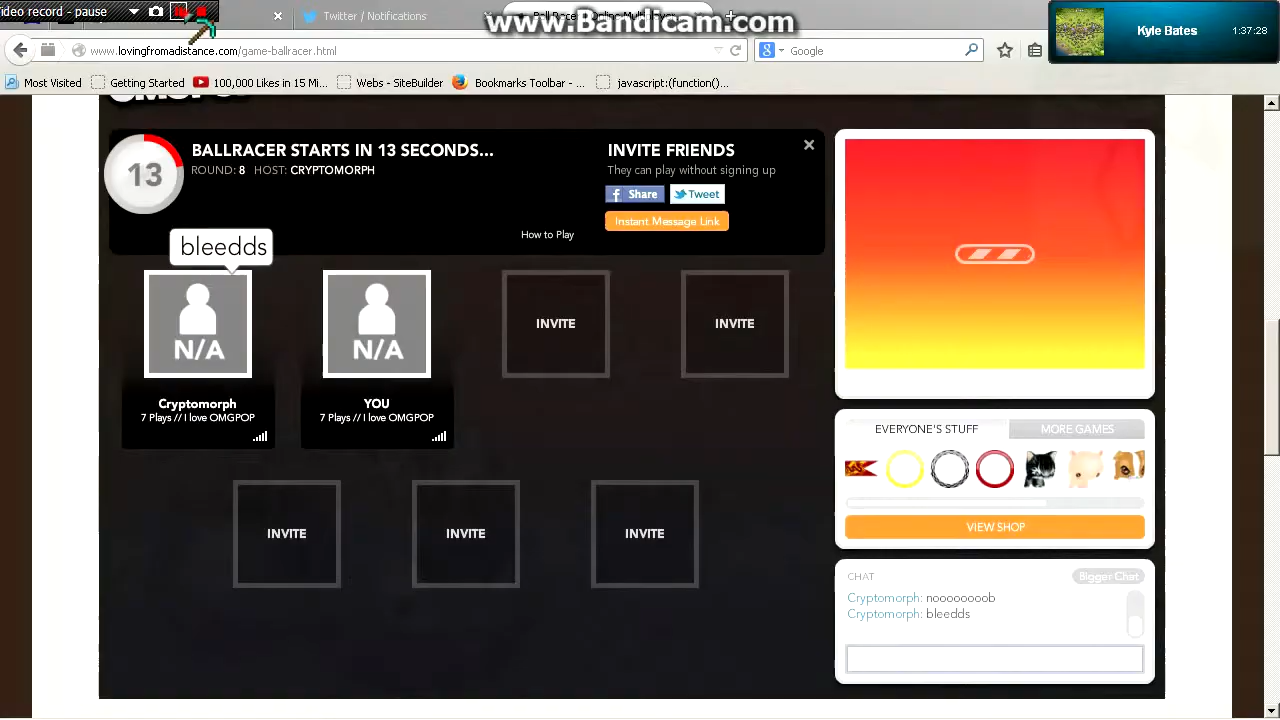 ideo record - pause
Twitter / Notifications
www.Bandicam.com
Kyle Bates
1:37:28
www.lovingfromadistance.com/game-ballracer.html
Google
Most Visited
Getting Started
100,000 Likes in 15 Mi...
Webs - SiteBuilder
Bookmarks Toolbar - ...
javascript:(function()...
13
BALLRACER STARTS IN 13 SECONDS...
ROUND: 8 HOST: CRYPTOMORPH
INVITE FRIENDS
They can play without signing up
Share
Tweet
Instant Message Link
How to Play
bleedds
N/A
N/A
INVITE
INVITE
Cryptomorph
7 Plays // I love OMGPOP
YOU
7 Plays // I love OMGPOP
INVITE
INVITE
INVITE
EVERYONE'S STUFF
MORE GAMES
VIEW SHOP
CHAT
Bigger Chat
Cryptomorph: noooooooob
Cryptomorph: bleedds